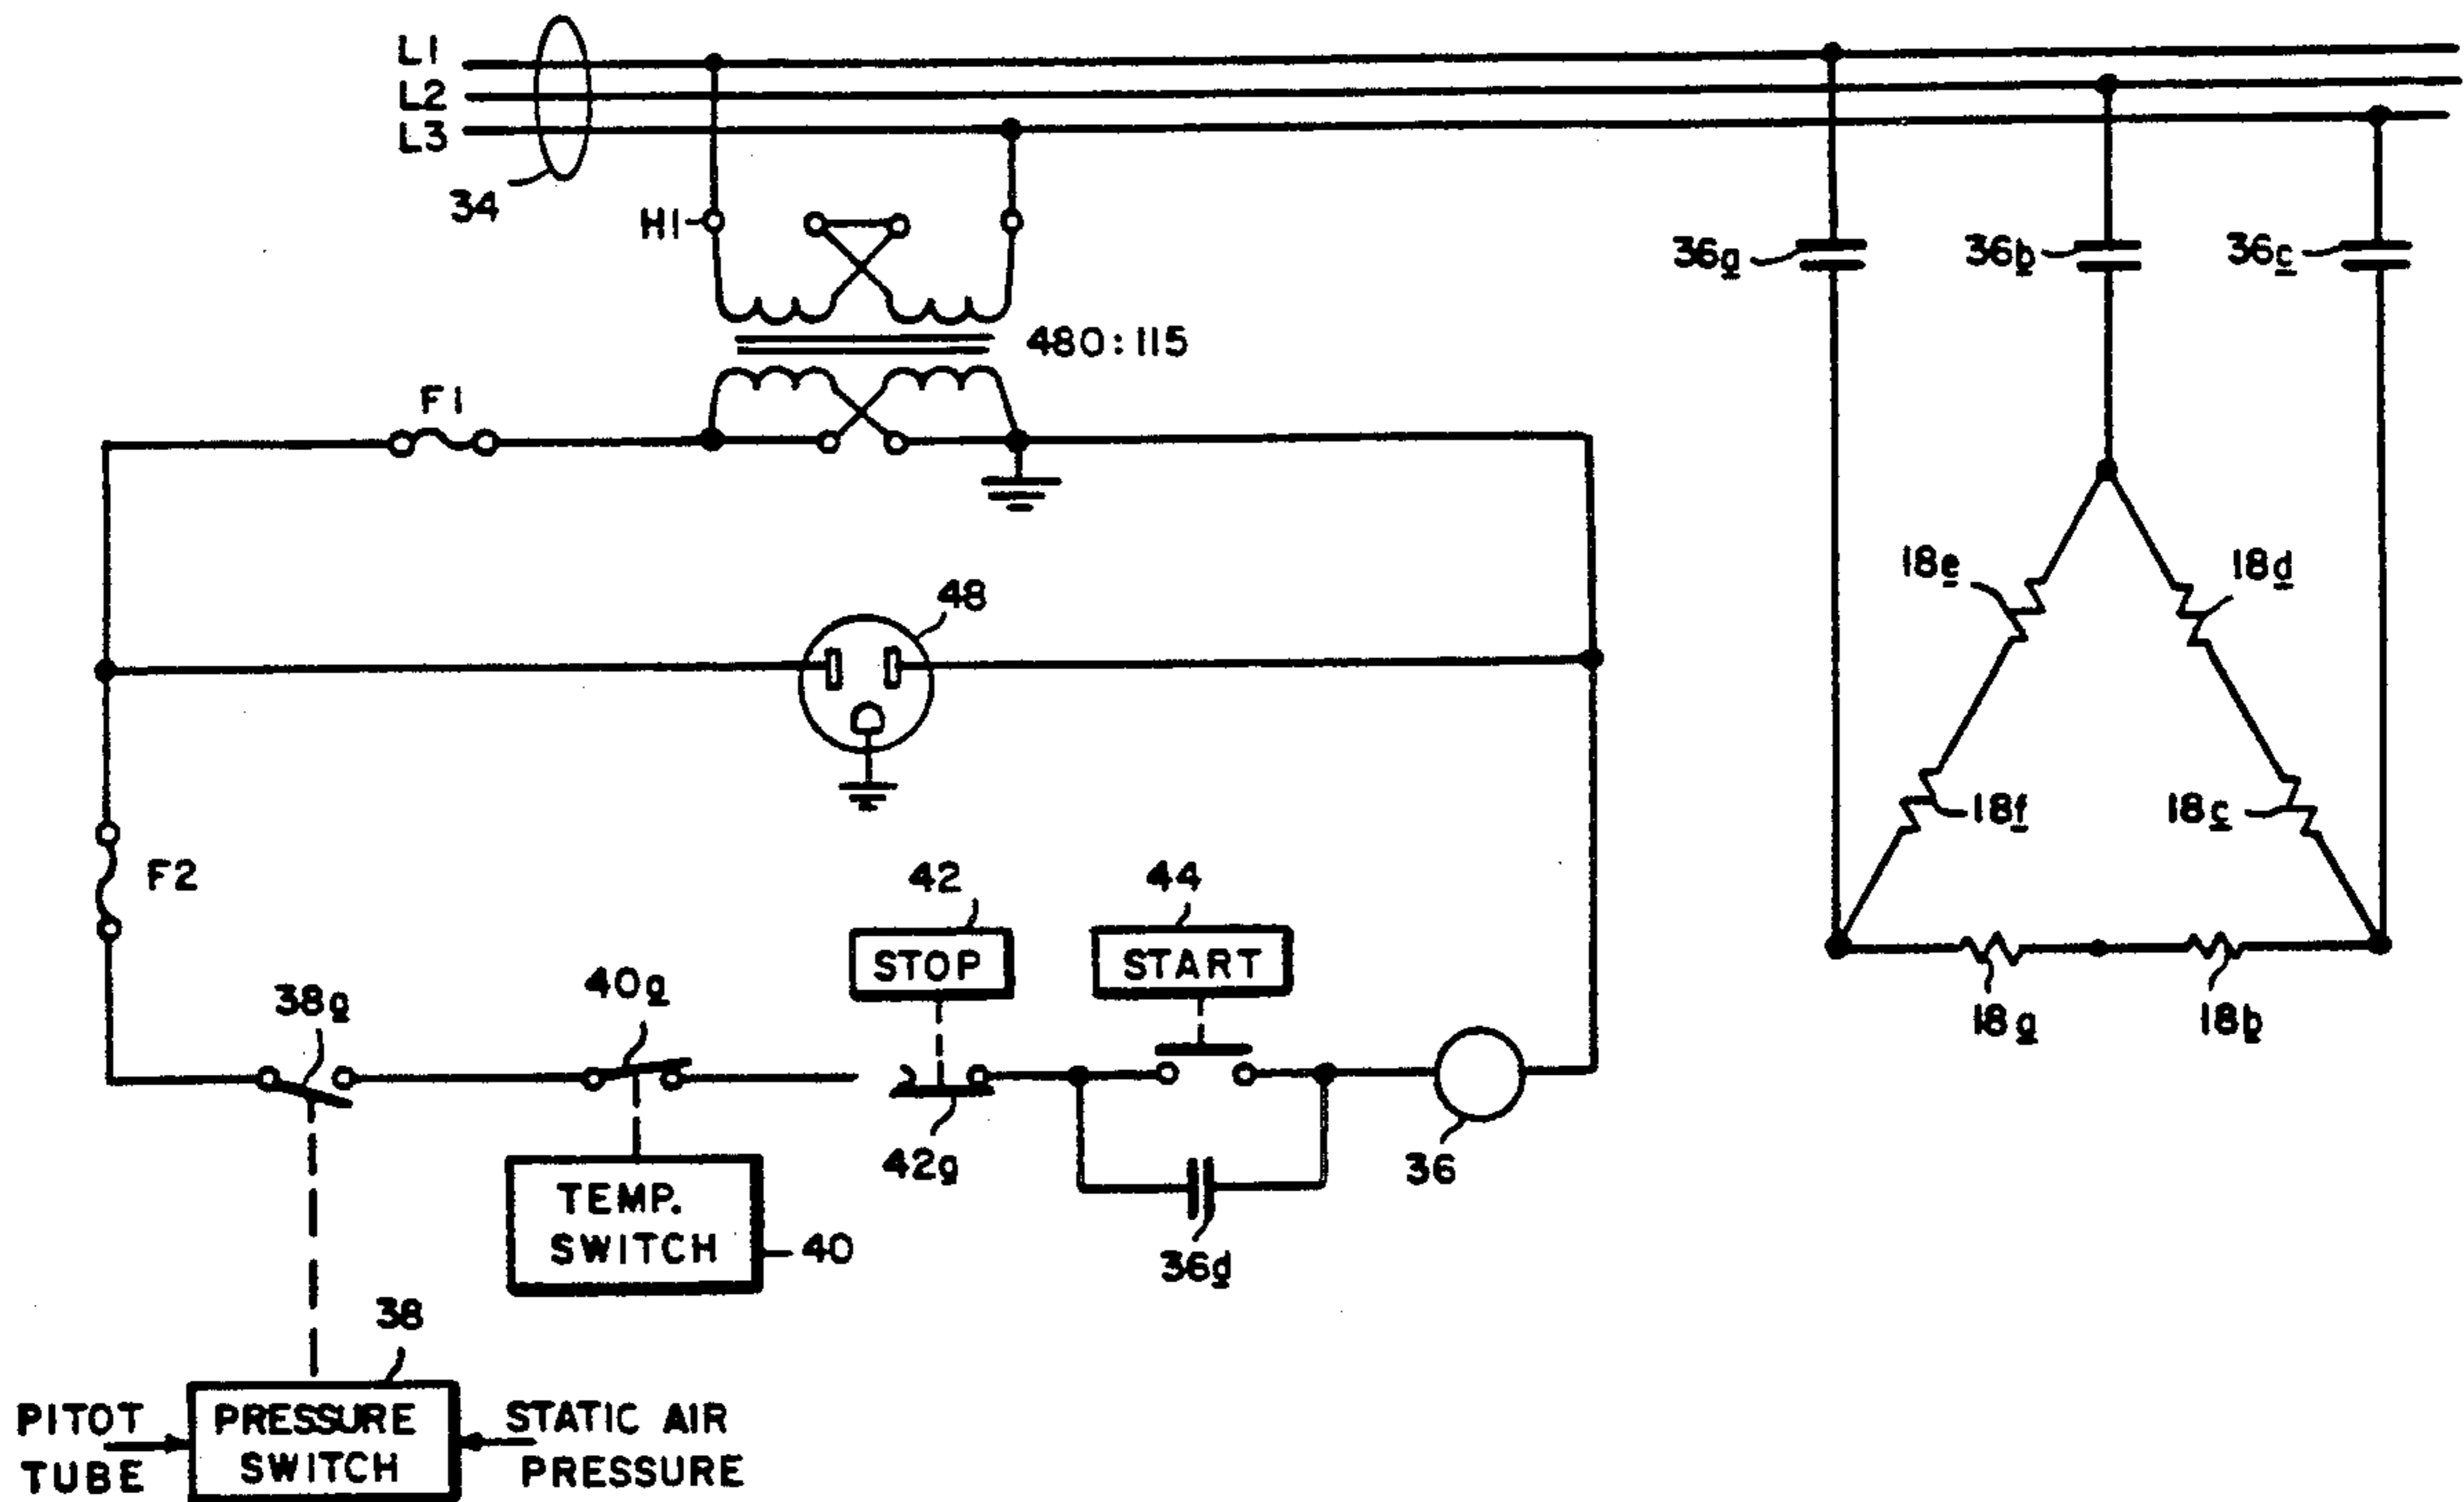 L1
L2
L3
34
H1
36a
36b
36c
480:115
F1
48
18e
18d
18f
18c
F2
42
44
STOP
START
38a
40a
18a
18b
42a
36
TEMP.
SWITCH
40
36d
38
PITOT
TUBE
PRESSURE
SWITCH
STATIC AIR
PRESSURE